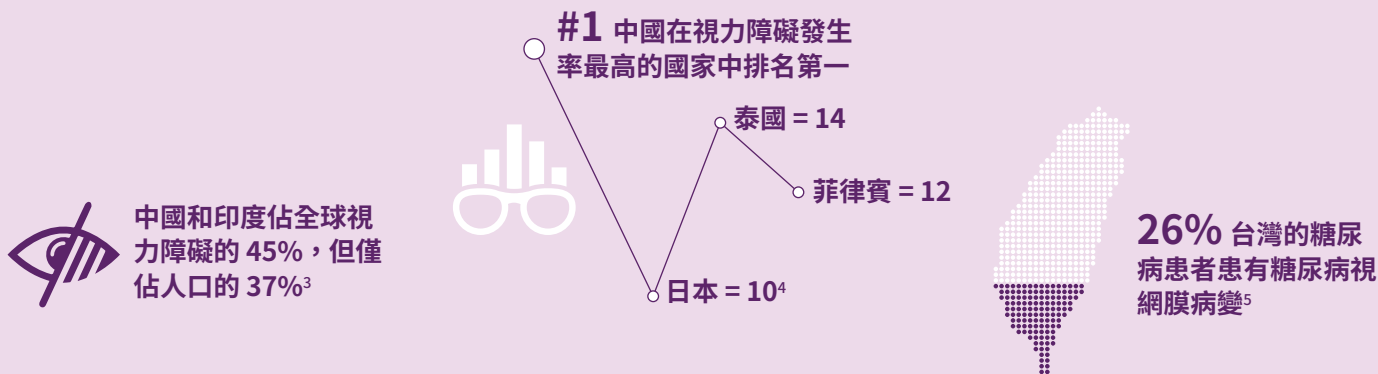 #1 中國在視力障礙發生
率最高的國家中排名第一
泰國 = 14
菲律賓 = 12
日本 = 10⁴
中國和印度佔全球視
力障礙的 45%，但僅
佔人口的 37%³
26% 台灣的糖尿
病患者患有糖尿病視
網膜病變⁵